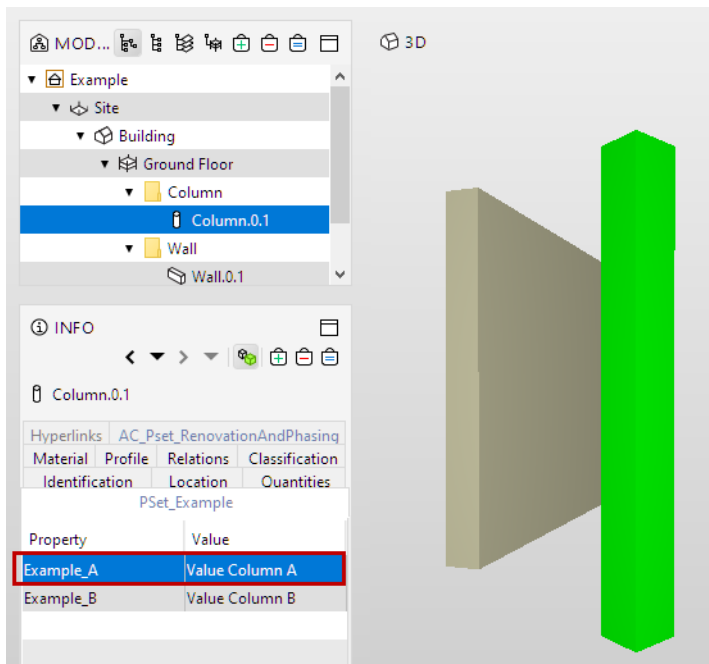 MOD...
3D
Example
Site
Building
Ground Floor
Column
Column.0.1
Wall
Wall.0.1
INFO
Column.0.1
Hyperlinks AC_Pset_RenovationAndPhasing
Material Profile Relations Classification
Identification Location Quantities
PSet_Example
Property Value
Example_A Value Column A
Example_B Value Column B